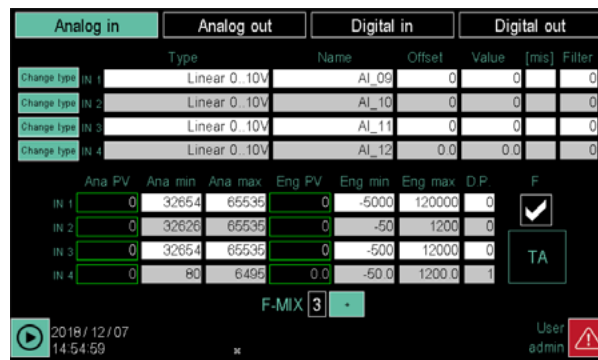 Analog in Analog out Digital in Digital out
Type Name Offset Value [mis] Filter
Change type IN 1 Linear 0..10V AI_09 0 0 0
Change type IN 2 Linear 0..10V AI_10 0 0 0
Change type IN 3 Linear 0..10V AI_11 0 0 0
Change type IN 4 Linear 0..10V AI_12 0.0 0.0 0
Ana PV Ana min Ana max Eng PV Eng min Eng max D.P. F
IN 1 0 32654 65535 0 -5000 120000 0
IN 2 0 32626 65535 0 -50 1200 0
IN 3 0 32654 65535 0 -500 12000 0
TA
IN 4 0 80 6495 0.0 -50.0 1200.0 1
F-MIX 3
2018/12/07 User
14:54:59 admin